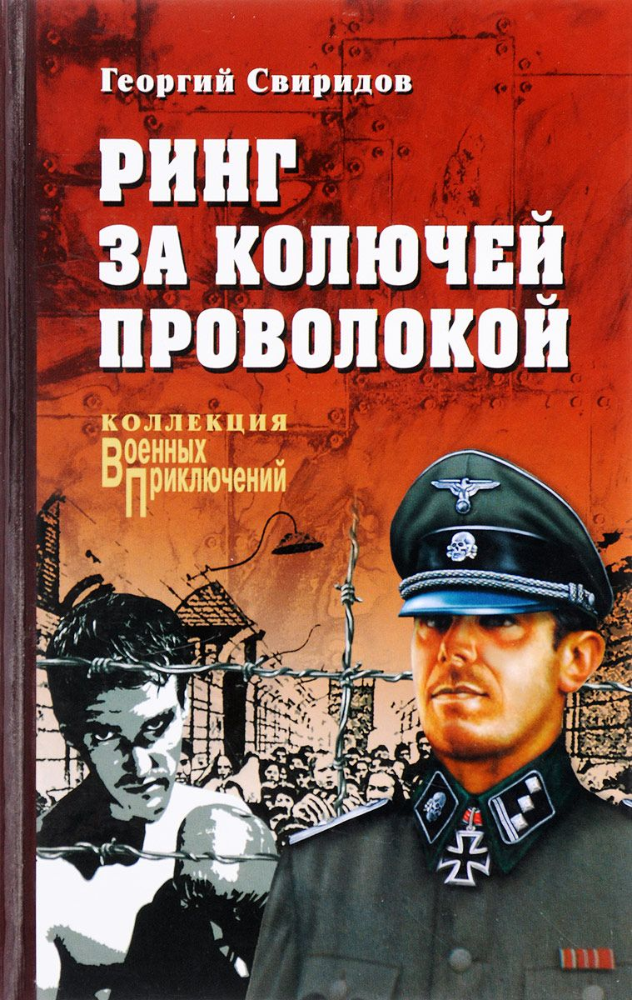 Георгий Свиридов
РИНГ
ЗА КОЛЮЧЕЙ
ПРОВОЛОКОЙ
КОЛЛЕКЦИЯ
Военных
Приключений